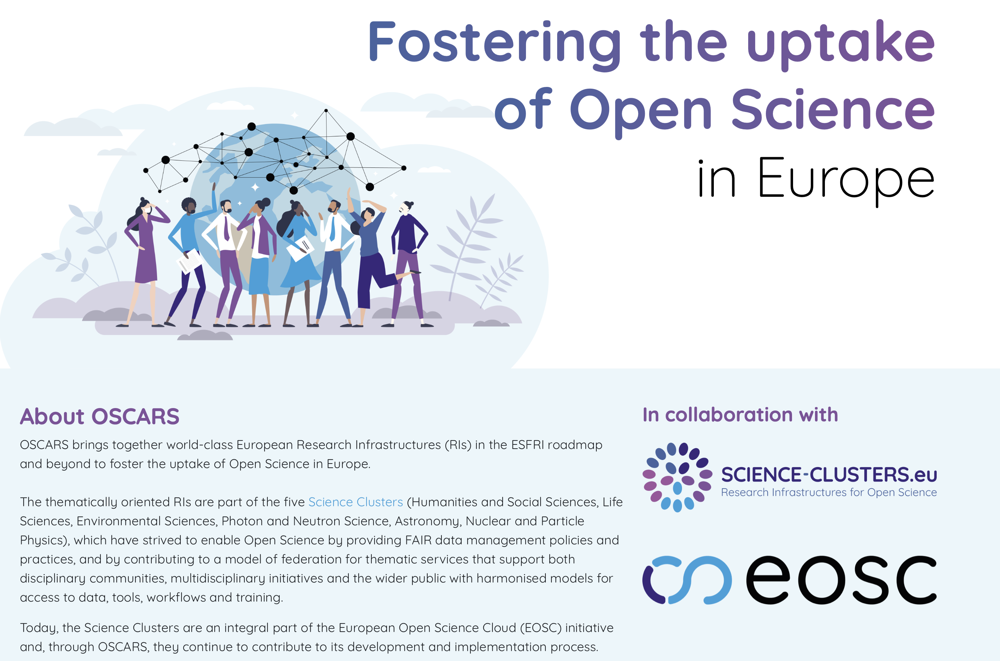 Fostering the uptake
of Open Science
in Europe
About OSCARS
OSCARS brings together world-class European Research Infrastructures (RIs) in the ESFRI roadmap
and beyond to foster the uptake of Open Science in Europe.
The thematically oriented RIs are part of the five Science Clusters (Humanities and Social Sciences, Life
Sciences, Environmental Sciences, Photon and Neutron Science, Astronomy, Nuclear and Particle
Physics), which have strived to enable Open Science by providing FAIR data management policies and
practices, and by contributing to a model of federation for thematic services that support both
disciplinary communities, multidisciplinary initiatives and the wider public with harmonised models for
access to data, tools, workflows and training.
Today, the Science Clusters are an integral part of the European Open Science Cloud (EOSC) initiative
and, through OSCARS, they continue to contribute to its development and implementation process.
In collaboration with
SCIENCE-CLUSTERS.eu
Research Infrastructures for Open Science
eosc